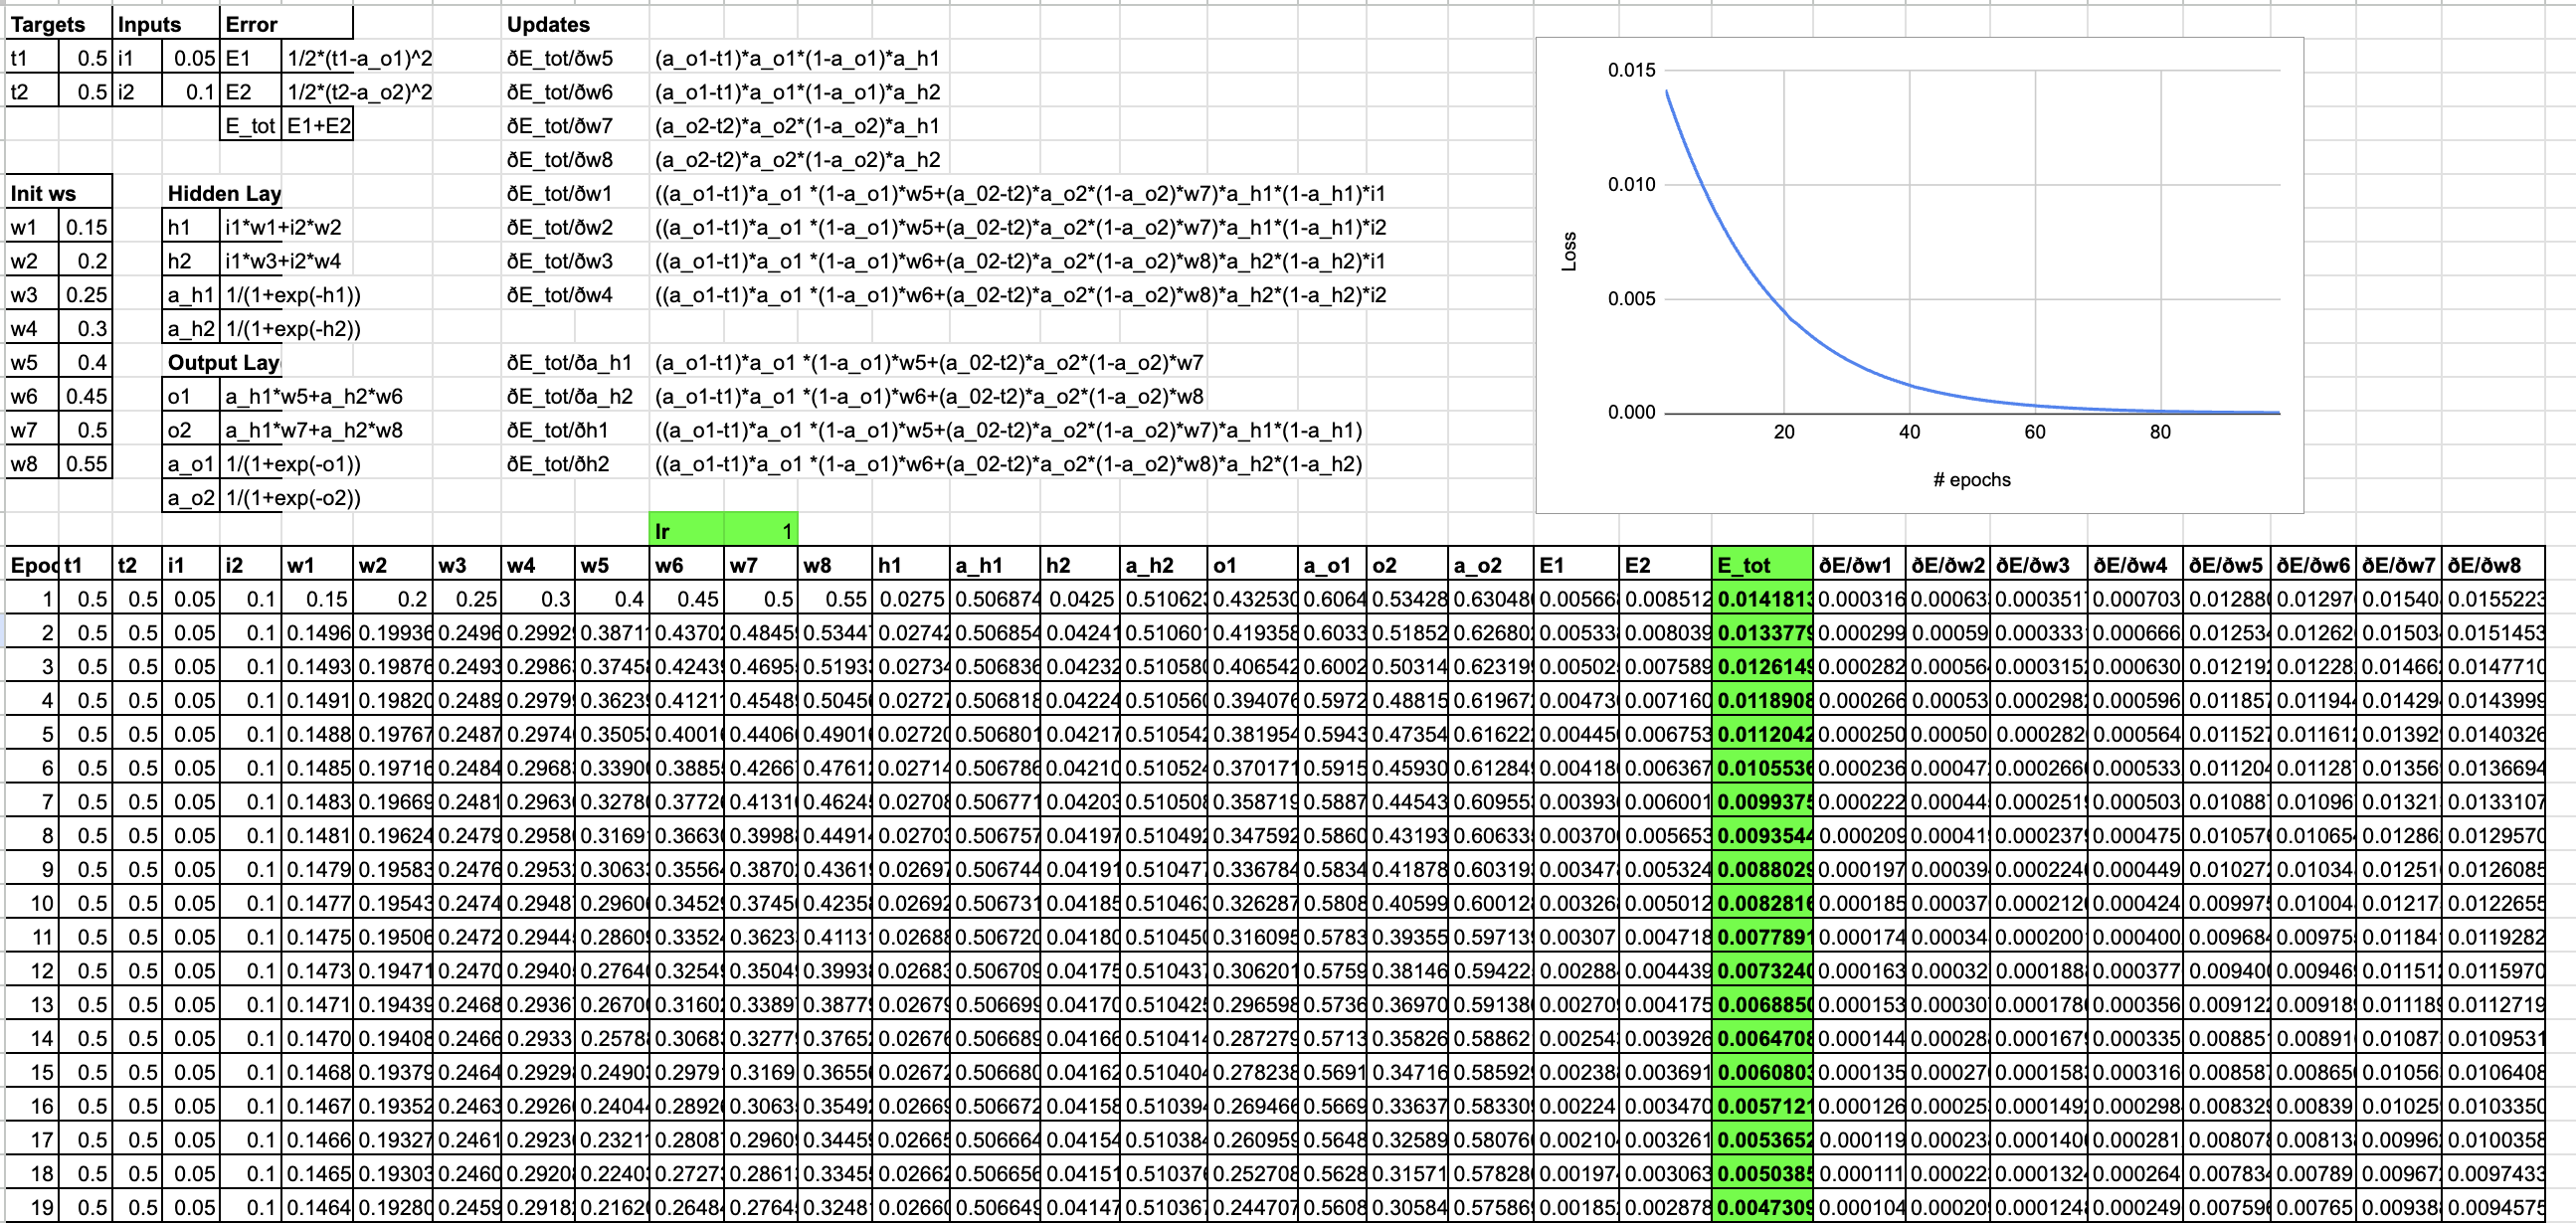 Targets Inputs Error Updates
t1 0.5 i1 0.05 E1 1/2*(t1-a_o1)^2 ðE_tot/ðw5 (a_o1-t1)*a_o1*(1-a_o1)*a_h1
t2 0.5 i2 0.1 E2 1/2*(t2-a_o2)^2 ðE_tot/ðw6 (a_o1-t1)*a_o1*(1-a_o1)*a_h2
E_tot E1+E2 ðE_tot/ðw7 (a_o2-t2)*a_o2*(1-a_o2)*a_h1
ðE_tot/ðw8 (a_o2-t2)*a_o2*(1-a_o2)*a_h2
Init ws Hidden Lay ðE_tot/ðw1 ((a_o1-t1)*a_o1 *(1-a_o1)*w5+(a_02-t2)*a_o2*(1-a_o2)*w7)*a_h1*(1-a_h1)*i1
w1 0.15 h1 i1*w1+i2*w2 ðE_tot/ðw2 ((a_o1-t1)*a_o1 *(1-a_o1)*w5+(a_02-t2)*a_o2*(1-a_o2)*w7)*a_h1*(1-a_h1)*i2
w2 0.2 h2 i1*w3+i2*w4 ðE_tot/ðw3 ((a_o1-t1)*a_o1 *(1-a_o1)*w6+(a_02-t2)*a_o2*(1-a_o2)*w8)*a_h2*(1-a_h2)*i1
w3 0.25 a_h1 1/(1+exp(-h1)) ðE_tot/ðw4 ((a_o1-t1)*a_o1 *(1-a_o1)*w6+(a_02-t2)*a_o2*(1-a_o2)*w8)*a_h2*(1-a_h2)*i2
w4 0.3 a_h2 1/(1+exp(-h2))
w5 0.4 Output Lay ðE_tot/ða_h1 (a_o1-t1)*a_o1 *(1-a_o1)*w5+(a_02-t2)*a_o2*(1-a_o2)*w7
w6 0.45 o1 a_h1*w5+a_h2*w6 ðE_tot/ða_h2 (a_o1-t1)*a_o1 *(1-a_o1)*w6+(a_02-t2)*a_o2*(1-a_o2)*w8
w7 0.5 o2 a_h1*w7+a_h2*w8 ðE_tot/ðh1 ((a_o1-t1)*a_o1 *(1-a_o1)*w5+(a_02-t2)*a_o2*(1-a_o2)*w7)*a_h1*(1-a_h1)
w8 0.55 a_o1 1/(1+exp(-o1)) ðE_tot/ðh2 ((a_o1-t1)*a_o1 *(1-a_o1)*w6+(a_02-t2)*a_o2*(1-a_o2)*w8)*a_h2*(1-a_h2)
a_o2 1/(1+exp(-o2))
0.015
0.010
0.005
0.000
Loss
20 40 60 80
# epochs
lr 1
Epoc t1 t2 i1 i2 w1 w2 w3 w4 w5 w6 w7 w8 h1 a_h1 h2 a_h2 o1 a_o1 o2 a_o2 E1 E2 E_tot ðE/ðw1 ðE/ðw2 ðE/ðw3 ðE/ðw4 ðE/ðw5 ðE/ðw6 ðE/ðw7 ðE/ðw8
1 0.5 0.5 0.05 0.1 0.15 0.2 0.25 0.3 0.4 0.45 0.5 0.55 0.0275 0.506874 0.0425 0.51062 0.432530 0.6064 0.53428 0.63048 0.00566 0.008512 0.0141813 0.000316 0.00063 0.000351 0.000703 0.01288 0.01297 0.01540 0.0155223
2 0.5 0.5 0.05 0.1 0.1496 0.19936 0.2496 0.2992 0.3871 0.4370 0.4845 0.5344 0.02742 0.506854 0.04241 0.51060 0.419358 0.6033 0.51852 0.62680 0.00533 0.008039 0.0133779 0.000299 0.00059 0.000333 0.000666 0.01253 0.01262 0.01503 0.0151453
3 0.5 0.5 0.05 0.1 0.1493 0.19876 0.2493 0.2986 0.3745 0.4243 0.4695 0.5193 0.02734 0.506836 0.04232 0.51058 0.406542 0.6002 0.50314 0.62319 0.00502 0.007589 0.0126149 0.000282 0.00056 0.000315 0.000630 0.01219 0.01228 0.01466 0.0147710
4 0.5 0.5 0.05 0.1 0.1491 0.19820 0.2489 0.2979 0.3623 0.4121 0.4548 0.5045 0.02727 0.506818 0.04224 0.51056 0.394076 0.5972 0.48815 0.61967 0.00473 0.007160 0.0118908 0.000266 0.00053 0.000298 0.000596 0.01185 0.01194 0.01429 0.0143999
5 0.5 0.5 0.05 0.1 0.1488 0.19767 0.2487 0.2974 0.3505 0.4001 0.4406 0.4901 0.02720 0.506801 0.04217 0.51054 0.381954 0.5943 0.47354 0.61622 0.00445 0.006753 0.0112042 0.000250 0.00050 0.000282 0.000564 0.01152 0.01161 0.01392 0.0140326
6 0.5 0.5 0.05 0.1 0.1485 0.19716 0.2484 0.2968 0.3390 0.3885 0.4266 0.4761 0.02714 0.506786 0.04210 0.51052 0.370171 0.5915 0.45930 0.61284 0.00418 0.006367 0.0105536 0.000236 0.00047 0.000266 0.000533 0.01120 0.01128 0.01356 0.0136694
7 0.5 0.5 0.05 0.1 0.1483 0.19669 0.2481 0.2963 0.3278 0.3772 0.4131 0.4624 0.02708 0.506771 0.04203 0.51050 0.358719 0.5887 0.44543 0.60955 0.00393 0.006001 0.0099375 0.000222 0.00044 0.000251 0.000503 0.01088 0.01096 0.01321 0.0133107
8 0.5 0.5 0.05 0.1 0.1481 0.19624 0.2479 0.2958 0.3169 0.3663 0.3998 0.4491 0.02703 0.506757 0.04197 0.51049 0.347592 0.5860 0.43193 0.60633 0.00370 0.005653 0.0093544 0.000209 0.00041 0.000237 0.000475 0.01057 0.01065 0.01286 0.0129570
9 0.5 0.5 0.05 0.1 0.1479 0.19583 0.2476 0.2953 0.3063 0.3556 0.3870 0.4361 0.02697 0.506744 0.04191 0.51047 0.336784 0.5834 0.41878 0.60319 0.00347 0.005324 0.0088029 0.000197 0.00039 0.000224 0.000449 0.01027 0.01034 0.01251 0.0126085
10 0.5 0.5 0.05 0.1 0.1477 0.19543 0.2474 0.2948 0.2960 0.3452 0.3745 0.4235 0.02692 0.506731 0.04185 0.51046 0.326287 0.5808 0.40599 0.60012 0.00326 0.005012 0.0082816 0.000185 0.00037 0.000212 0.000424 0.00997 0.01004 0.01217 0.0122655
11 0.5 0.5 0.05 0.1 0.1475 0.19506 0.2472 0.2944 0.2860 0.3352 0.3623 0.4113 0.02688 0.506720 0.04180 0.51045 0.316095 0.5783 0.39355 0.59713 0.00307 0.004718 0.0077891 0.000174 0.00034 0.000200 0.000400 0.00968 0.00975 0.01184 0.0119282
12 0.5 0.5 0.05 0.1 0.1473 0.19471 0.2470 0.2940 0.2764 0.3254 0.3504 0.3993 0.02683 0.506709 0.04175 0.51043 0.306201 0.5759 0.38146 0.59422 0.00288 0.004439 0.0073240 0.000163 0.00032 0.000188 0.000377 0.00940 0.00946 0.01151 0.0115970
13 0.5 0.5 0.05 0.1 0.1471 0.19439 0.2468 0.2936 0.2670 0.3160 0.3389 0.3877 0.02679 0.506699 0.04170 0.51042 0.296598 0.5736 0.36970 0.59138 0.00270 0.004175 0.0068850 0.000153 0.00030 0.000178 0.000356 0.00912 0.00918 0.01118 0.0112719
14 0.5 0.5 0.05 0.1 0.1470 0.19408 0.2466 0.2933 0.2578 0.3068 0.3277 0.3765 0.02676 0.506689 0.04166 0.51041 0.287279 0.5713 0.35826 0.58862 0.00254 0.003926 0.0064708 0.000144 0.00028 0.000167 0.000335 0.00885 0.00891 0.01087 0.0109531
15 0.5 0.5 0.05 0.1 0.1468 0.19379 0.2464 0.2929 0.2490 0.2979 0.3169 0.3655 0.02672 0.506680 0.04162 0.51040 0.278238 0.5691 0.34716 0.58592 0.00238 0.003691 0.0060803 0.000135 0.00027 0.000158 0.000316 0.00858 0.00865 0.01056 0.0106408
16 0.5 0.5 0.05 0.1 0.1467 0.19352 0.2463 0.2926 0.2404 0.2892 0.3063 0.3549 0.02669 0.506672 0.04158 0.51039 0.269466 0.5669 0.33637 0.58330 0.00224 0.003470 0.0057121 0.000126 0.00025 0.000149 0.000298 0.00832 0.00839 0.01025 0.0103350
17 0.5 0.5 0.05 0.1 0.1466 0.19327 0.2461 0.2923 0.2321 0.2808 0.2960 0.3445 0.02665 0.506664 0.04154 0.51038 0.260959 0.5648 0.32589 0.58076 0.00210 0.003261 0.0053652 0.000119 0.00023 0.000140 0.000281 0.00807 0.00813 0.00996 0.0100358
18 0.5 0.5 0.05 0.1 0.1465 0.19303 0.2460 0.2920 0.2240 0.2727 0.2861 0.3345 0.02662 0.506656 0.04151 0.51037 0.252708 0.5628 0.31571 0.57828 0.00197 0.003063 0.0050385 0.000111 0.00022 0.000132 0.000264 0.00783 0.00789 0.00967 0.0097433
19 0.5 0.5 0.05 0.1 0.1464 0.19280 0.2459 0.2918 0.2162 0.2648 0.2764 0.3248 0.02660 0.506649 0.04147 0.51036 0.244707 0.5608 0.30584 0.57586 0.00185 0.002878 0.0047309 0.000104 0.00020 0.000124 0.000249 0.00759 0.00765 0.00938 0.0094575